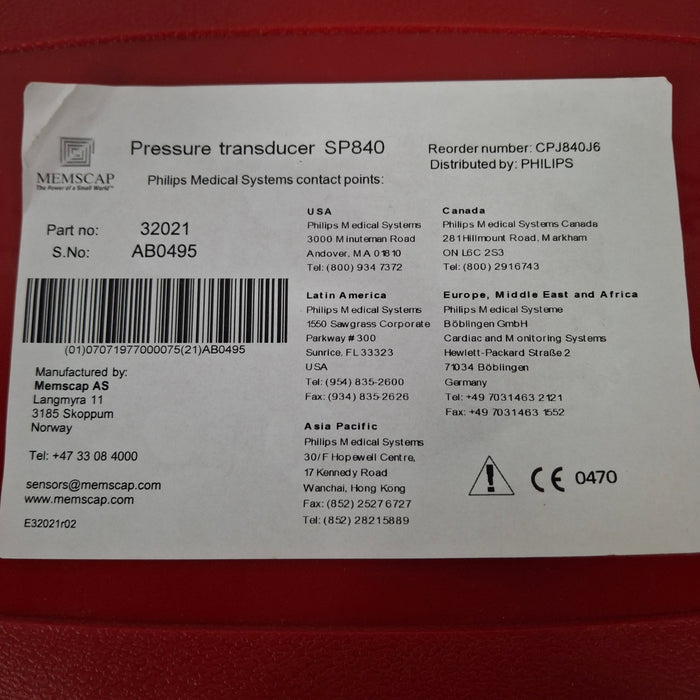 MEMSCAP
The Power of a Small World™
Pressure transducer SP840
Philips Medical Systems contact points:
Reorder number: CPJ840J6
Distributed by: PHILIPS
Part no: 32021
S.No: AB0495
(01)07071977000075(21)AB0495
Manufactured by:
Memscap AS
Langmyra 11
3185 Skoppum
Norway
Tel: +47 33 08 4000
sensors@memscap.com
www.memscap.com
E32021r02
USA
Philips Medical Systems
3000 Minuteman Road
Andover, MA 01810
Tel: (800) 934 7372
Canada
Philips Medical Systems Canada
281 Hillmount Road, Markham
ON L6C 2S3
Tel: (800) 2916743
Latin America
Philips Medical Systems
1550 Sawgrass Corporate
Parkway # 300
Sunrice, FL 33323
USA
Tel: (954) 835-2600
Fax: (934) 835-2626
Europe, Middle East and Africa
Philips Medical Systeme
Böblingen GmbH
Cardiac and Monitoring Systems
Hewlett-Packard Straße 2
71034 Böblingen
Germany
Tel: +49 7031 463 2121
Fax: +49 7031 463 1552
Asia Pacific
Philips Medical Systems
30/F Hopewell Centre,
17 Kennedy Road
Wanchai, Hong Kong
Fax: (852) 2527 6727
Tel: (852) 28215889
CE 0470